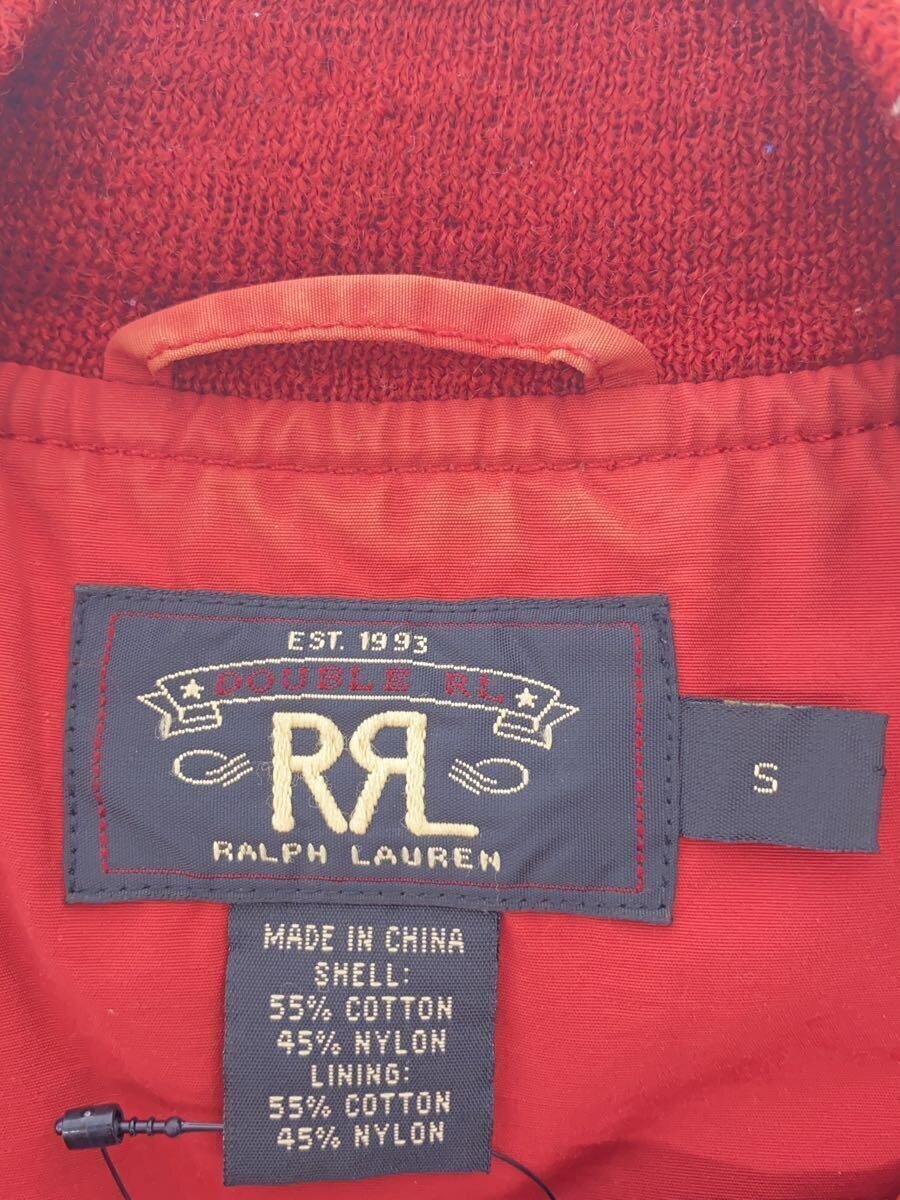 EST. 1993
DOUBLE RL
RRL
RALPH LAUREN
S
MADE IN CHINA
SHELL:
55% COTTON
45% NYLON
LINING:
55% COTTON
45% NYLON